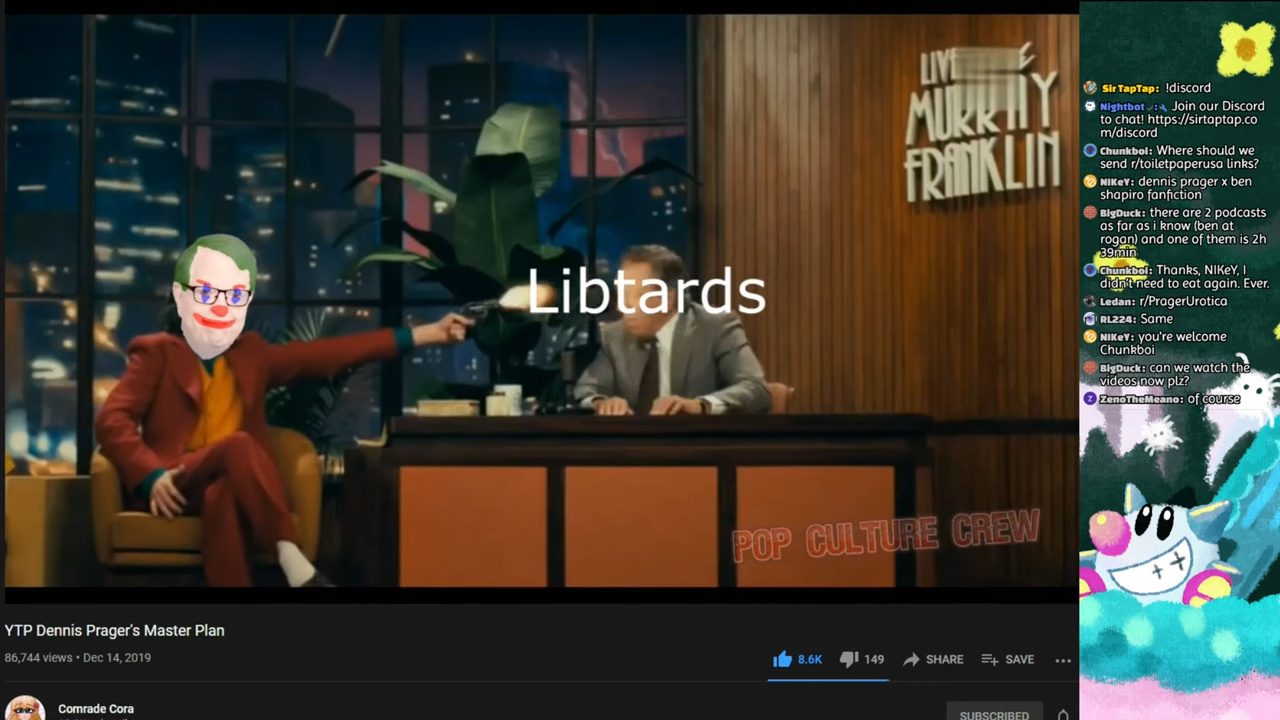 LIVE
MURRAY
FRANKLIN
Libtards
POP CULTURE CREW
YTP Dennis Prager's Master Plan
86,744 views • Dec 14, 2019
8.6K
149
SHARE
SAVE
Comrade Cora
SUBSCRIBED
SirTapTap: !discord
Nightbot: Join our Discord
to chat! https://sirtaptap.co
m/discord
Chunkboi: Where should we
send r/toiletpaperusa links?
NIKeY: dennis prager x ben
shapiro fanfiction
BigDuck: there are 2 podcasts
as far as i know (ben at
rogan) and one of them is 2h
39min
Chunkboi: Thanks, NIKeY, I
didn't need to eat again. Ever.
Ledan: r/PragerUrotica
RL224: Same
NIKeY: you're welcome
Chunkboi
BigDuck: can we watch the
videos now plz?
ZenoTheMeano: of course